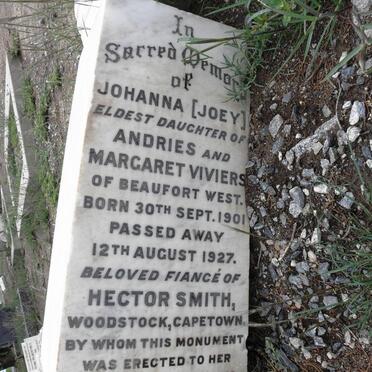 In
Sacred Memory
of
JOHANNA [JOEY]
ELDEST DAUGHTER OF
ANDRIES AND
MARGARET VIVIERS
OF BEAUFORT WEST.
BORN 30TH SEPT. 1901
PASSED AWAY
12TH AUGUST 1927.
BELOVED FIANCÉ OF
HECTOR SMITH,
WOODSTOCK, CAPETOWN,
BY WHOM THIS MONUMENT
WAS ERECTED TO HER